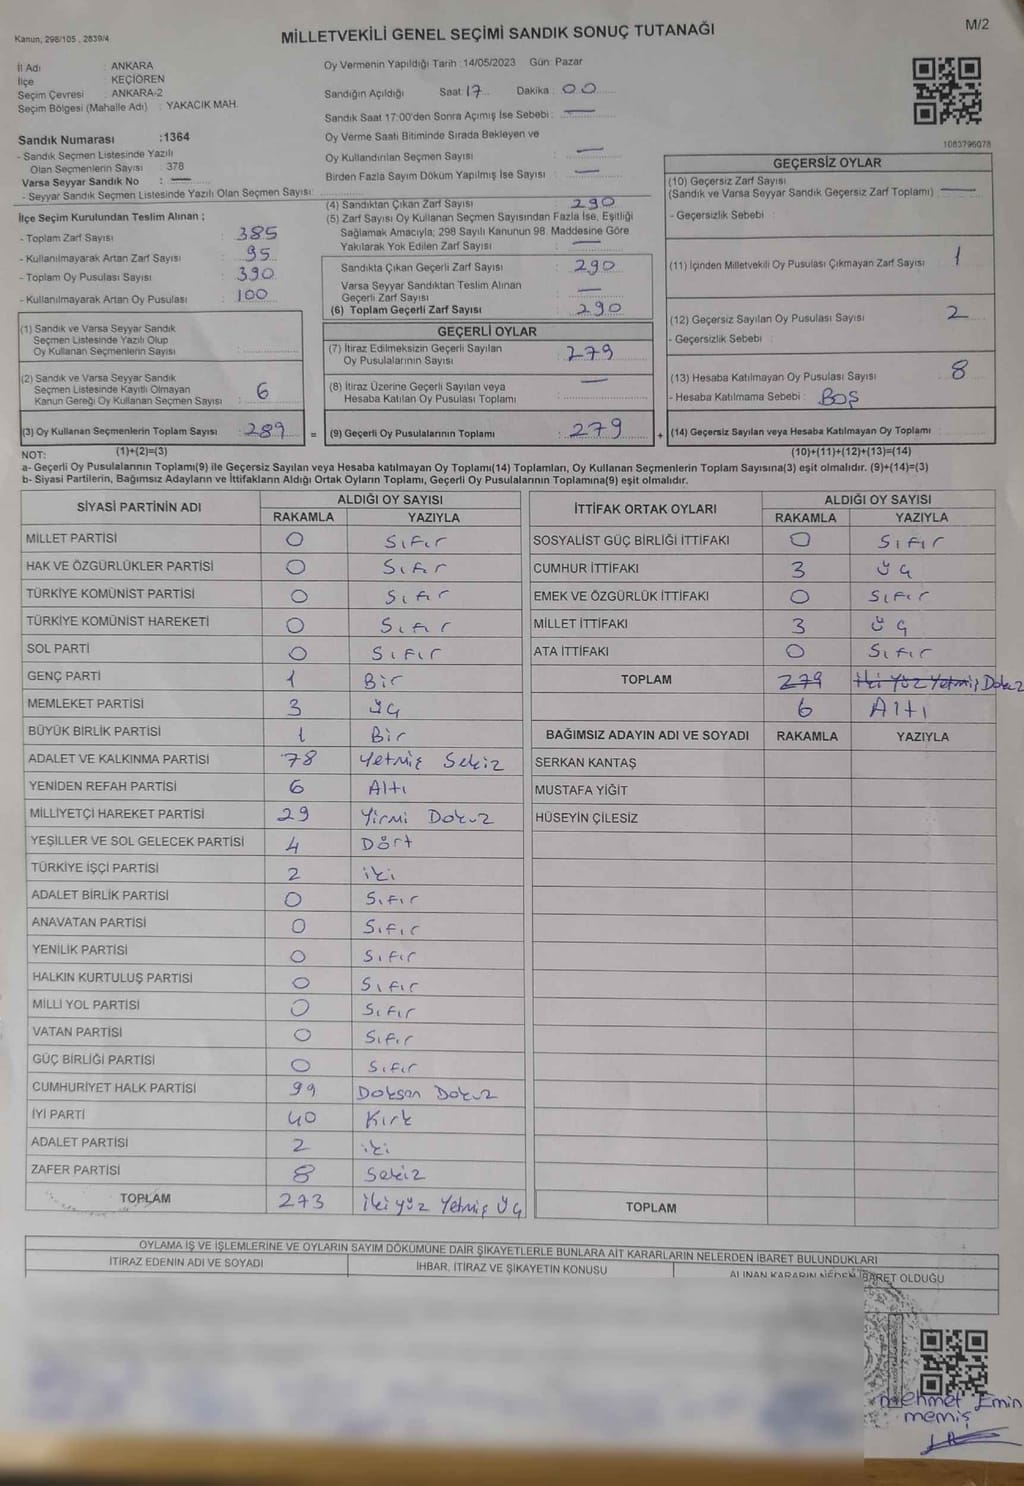 M/2
Kanun, 298/105 , 2839/4
MİLLETVEKİLİ GENEL SEÇİMİ SANDIK SONUÇ TUTANAĞI
İl Adı : ANKARA
İlçe : KEÇİÖREN
Seçim Çevresi : ANKARA-2
Seçim Bölgesi (Mahalle Adı) : YAKACIK MAH.
Sandık Numarası :1364
- Sandık Seçmen Listesinde Yazılı
Olan Seçmenlerin Sayısı : 378
Varsa Seyyar Sandık No : —
- Seyyar Sandık Seçmen Listesinde Yazılı Olan Seçmen Sayısı:
İlçe Seçim Kurulundan Teslim Alınan ;
- Toplam Zarf Sayısı : 385
- Kullanılmayarak Artan Zarf Sayısı : 95
- Toplam Oy Pusulası Sayısı : 390
- Kullanılmayarak Artan Oy Pusulası : 100
(1) Sandık ve Varsa Seyyar Sandık
Seçmen Listesinde Yazılı Olup
Oy Kullanan Seçmenlerin Sayısı :
(2) Sandık ve Varsa Seyyar Sandık
Seçmen Listesinde Kayıtlı Olmayan
Kanun Gereği Oy Kullanan Seçmen Sayısı : 6
(3) Oy Kullanan Seçmenlerin Toplam Sayısı : 289
Oy Vermenin Yapıldığı Tarih :14/05/2023 Gün: Pazar
Sandığın Açıldığı Saat 17 Dakika : 00
Sandık Saat 17:00'den Sonra Açımış İse Sebebi : —
Oy Verme Saati Bitiminde Sırada Bekleyen ve
Oy Kullandırılan Seçmen Sayısı : —
Birden Fazla Sayım Döküm Yapılmış İse Sayısı : —
(4) Sandıktan Çıkan Zarf Sayısı : 290
(5) Zarf Sayısı Oy Kullanan Seçmen Sayısından Fazla İse, Eşitliği
Sağlamak Amacıyla; 298 Sayılı Kanunun 98. Maddesine Göre
Yakılarak Yok Edilen Zarf Sayısı : —
Sandıkta Çıkan Geçerli Zarf Sayısı : 290
Varsa Seyyar Sandıktan Teslim Alınan
Geçerli Zarf Sayısı : —
(6) Toplam Geçerli Zarf Sayısı : 290
GEÇERLİ OYLAR
(7) İtiraz Edilmeksizin Geçerli Sayılan
Oy Pusulalarının Sayısı : 279
(8) İtiraz Üzerine Geçerli Sayılan veya
Hesaba Katılan Oy Pusulası Toplamı : —
= (9) Geçerli Oy Pusulalarının Toplamı : 279
1083796078
GEÇERSİZ OYLAR
(10) Geçersiz Zarf Sayısı
(Sandık ve Varsa Seyyar Sandık Geçersiz Zarf Toplamı) : —
- Geçersizlik Sebebi :
(11) İçinden Milletvekili Oy Pusulası Çıkmayan Zarf Sayısı : 1
(12) Geçersiz Sayılan Oy Pusulası Sayısı : 2
- Geçersizlik Sebebi :
(13) Hesaba Katılmayan Oy Pusulası Sayısı : 8
- Hesaba Katılmama Sebebi : BOŞ
+ (14) Geçersiz Sayılan veya Hesaba Katılmayan Oy Toplamı :
NOT: (1)+(2)=(3) (10)+(11)+(12)+(13)=(14)
a- Geçerli Oy Pusulalarının Toplamı(9) ile Geçersiz Sayılan veya Hesaba katılmayan Oy Toplamı(14) Toplamları, Oy Kullanan Seçmenlerin Toplam Sayısına(3) eşit olmalıdır. (9)+(14)=(3)
b- Siyasi Partilerin, Bağımsız Adayların ve İttifakların Aldığı Ortak Oyların Toplamı, Geçerli Oy Pusulalarının Toplamına(9) eşit olmalıdır.
SİYASİ PARTİNİN ADI ALDIĞI OY SAYISI
RAKAMLA YAZIYLA
MİLLET PARTİSİ 0 Sıfır
HAK VE ÖZGÜRLÜKLER PARTİSİ 0 Sıfır
TÜRKİYE KOMÜNİST PARTİSİ 0 Sıfır
TÜRKİYE KOMÜNİST HAREKETİ 0 Sıfır
SOL PARTİ 0 Sıfır
GENÇ PARTİ 1 Bir
MEMLEKET PARTİSİ 3 üç
BÜYÜK BİRLİK PARTİSİ 1 Bir
ADALET VE KALKINMA PARTİSİ 78 Yetmiş Sekiz
YENİDEN REFAH PARTİSİ 6 Altı
MİLLİYETÇİ HAREKET PARTİSİ 29 Yirmi Dokuz
YEŞİLLER VE SOL GELECEK PARTİSİ 4 Dört
TÜRKİYE İŞÇİ PARTİSİ 2 iki
ADALET BİRLİK PARTİSİ 0 Sıfır
ANAVATAN PARTİSİ 0 Sıfır
YENİLİK PARTİSİ 0 Sıfır
HALKIN KURTULUŞ PARTİSİ 0 Sıfır
MİLLİ YOL PARTİSİ 0 Sıfır
VATAN PARTİSİ 0 Sıfır
GÜÇ BİRLİĞİ PARTİSİ 0 Sıfır
CUMHURİYET HALK PARTİSİ 99 Doksan Dokuz
İYİ PARTİ 40 Kırk
ADALET PARTİSİ 2 iki
ZAFER PARTİSİ 8 Sekiz
TOPLAM 273 İki yüz Yetmiş Üç
İTTİFAK ORTAK OYLARI ALDIĞI OY SAYISI
RAKAMLA YAZIYLA
SOSYALİST GÜÇ BİRLİĞİ İTTİFAKI 0 Sıfır
CUMHUR İTTİFAKI 3 üç
EMEK VE ÖZGÜRLÜK İTTİFAKI 0 Sıfır
MİLLET İTTİFAKI 3 üç
ATA İTTİFAKI 0 Sıfır
TOPLAM 279 İki Yüz Yetmiş Dokuz
6 Altı
BAĞIMSIZ ADAYIN ADI VE SOYADI RAKAMLA YAZIYLA
SERKAN KANTAŞ
MUSTAFA YİĞİT
HÜSEYİN ÇİLESİZ
TOPLAM
OYLAMA İŞ VE İŞLEMLERİNE VE OYLARIN SAYIM DÖKÜMÜNE DAİR ŞİKAYETLERLE BUNLARA AİT KARARLARIN NELERDEN İBARET BULUNDUKLARI
İTİRAZ EDENİN ADI VE SOYADI İHBAR, İTİRAZ VE ŞİKAYETİN KONUSU ALINAN KARARIN NEDEN İBARET OLDUĞU
mehmet Emin
memiş